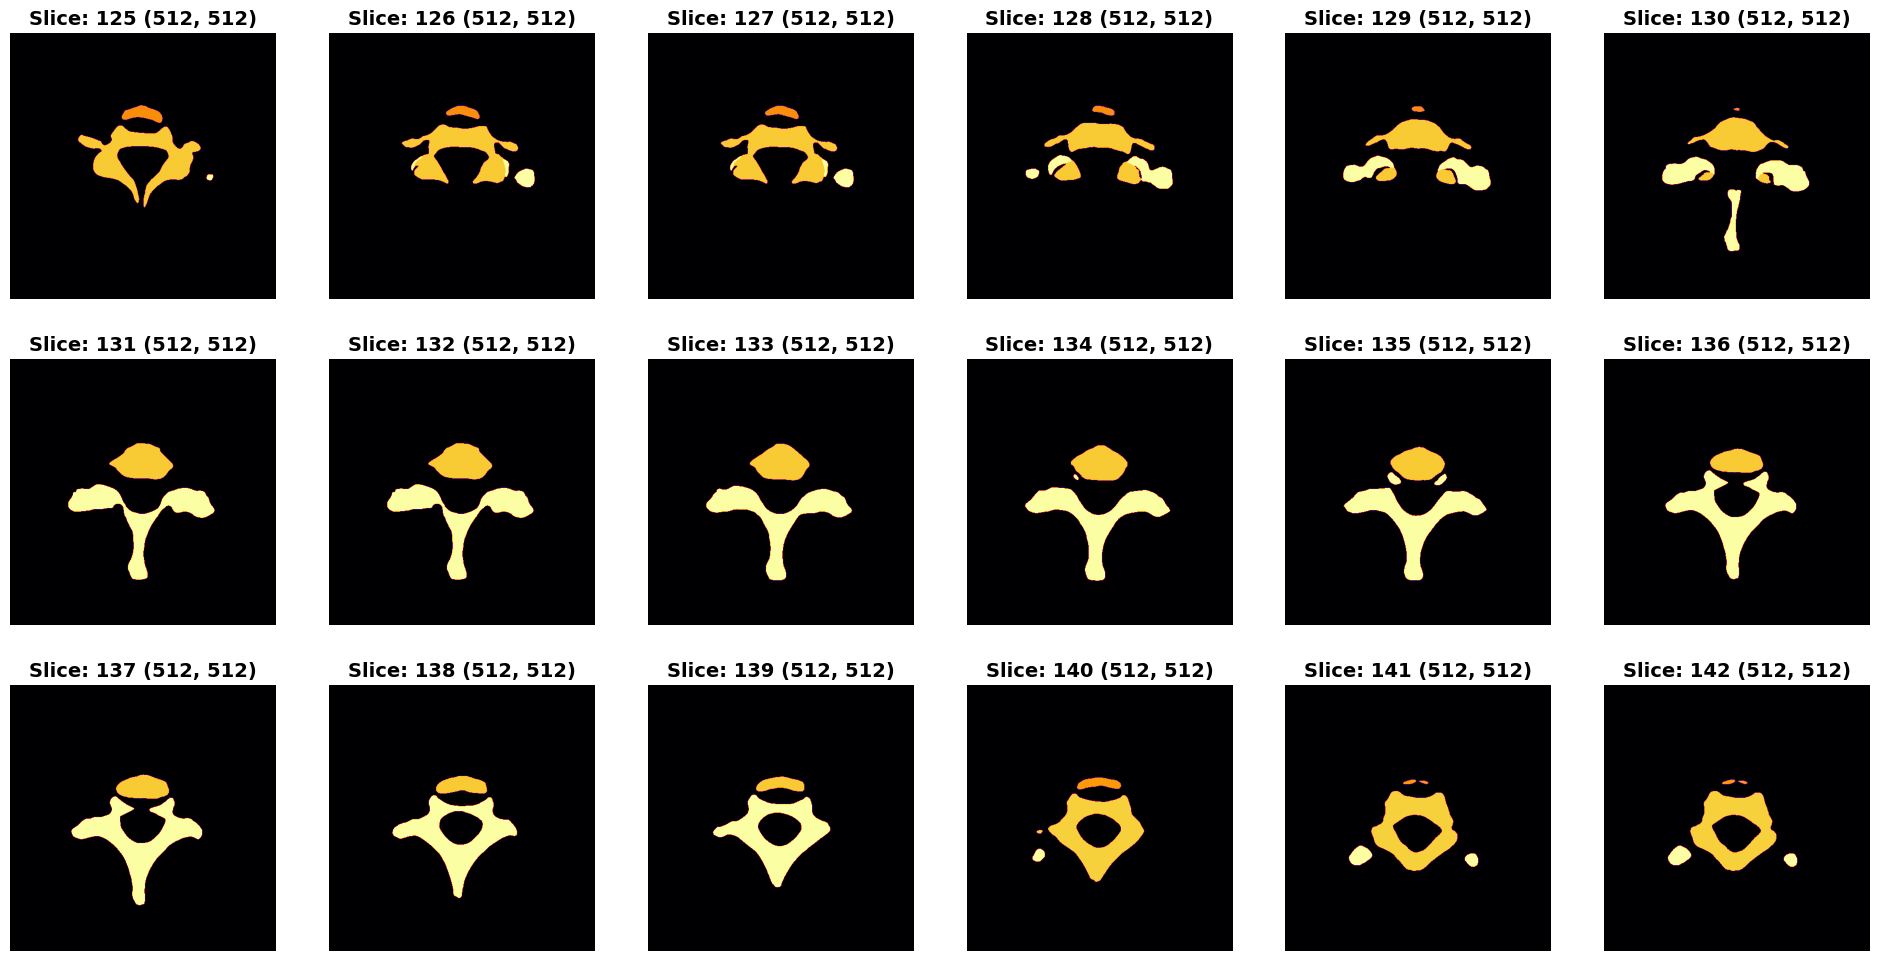 Slice: 125 (512, 512)
Slice: 126 (512, 512)
Slice: 127 (512, 512)
Slice: 128 (512, 512)
Slice: 129 (512, 512)
Slice: 130 (512, 512)
Slice: 131 (512, 512)
Slice: 132 (512, 512)
Slice: 133 (512, 512)
Slice: 134 (512, 512)
Slice: 135 (512, 512)
Slice: 136 (512, 512)
Slice: 137 (512, 512)
Slice: 138 (512, 512)
Slice: 139 (512, 512)
Slice: 140 (512, 512)
Slice: 141 (512, 512)
Slice: 142 (512, 512)